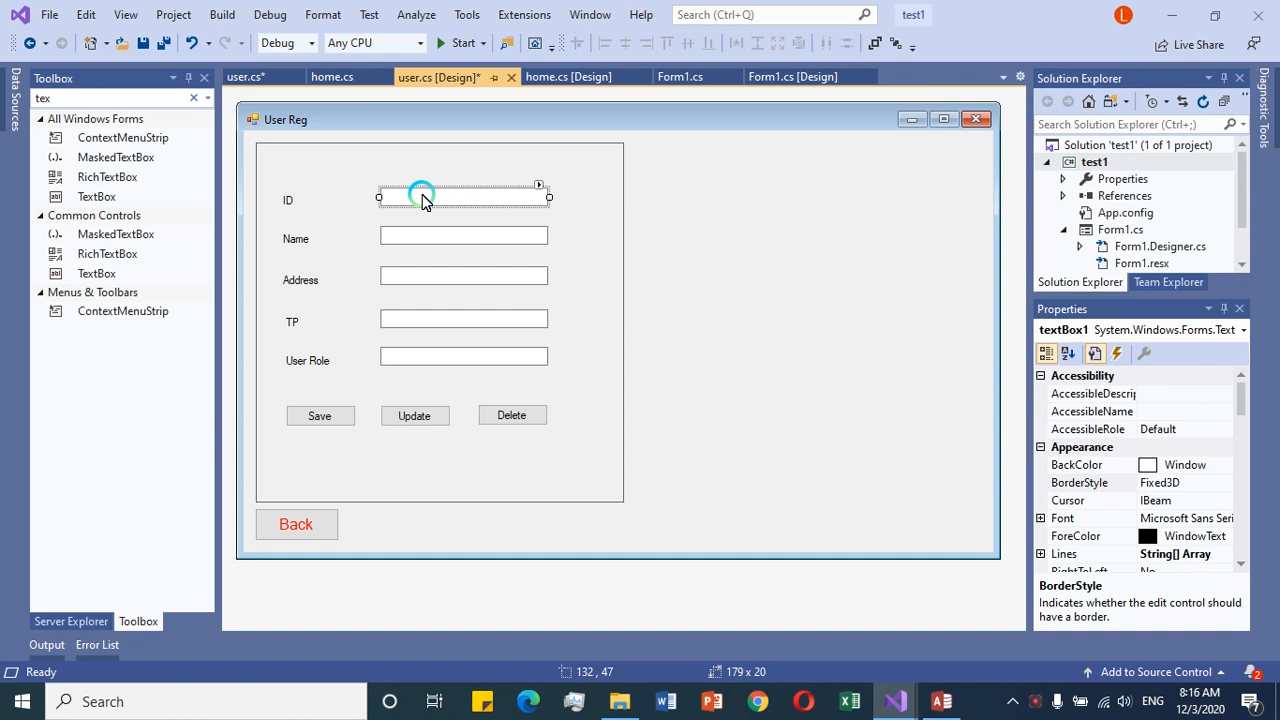 File Edit View Project Build Debug Format Test Analyze Tools Extensions Window Help Search (Ctrl+Q) test1 L
Debug Any CPU Start Live Share
Data Sources
Toolbox
tex
All Windows Forms
ContextMenuStrip
MaskedTextBox
RichTextBox
TextBox
Common Controls
MaskedTextBox
RichTextBox
TextBox
Menus & Toolbars
ContextMenuStrip
Server Explorer Toolbox
user.cs* home.cs user.cs [Design]* home.cs [Design] Form1.cs Form1.cs [Design]
User Reg
ID
Name
Address
TP
User Role
Save Update Delete
Back
Solution Explorer
Search Solution Explorer (Ctrl+;)
Solution 'test1' (1 of 1 project)
test1
Properties
References
App.config
Form1.cs
Form1.Designer.cs
Form1.resx
Solution Explorer Team Explorer
Properties
textBox1 System.Windows.Forms.Text
Accessibility
AccessibleDescrip
AccessibleName
AccessibleRole Default
Appearance
BackColor Window
BorderStyle Fixed3D
Cursor IBeam
Font Microsoft Sans Seri
ForeColor WindowText
Lines String[] Array
RightToLeft No
BorderStyle
Indicates whether the edit control should
have a border.
Diagnostic Tools
Output Error List
Ready 132 , 47 179 x 20 Add to Source Control 2
Search ENG 8:16 AM
12/3/2020 7